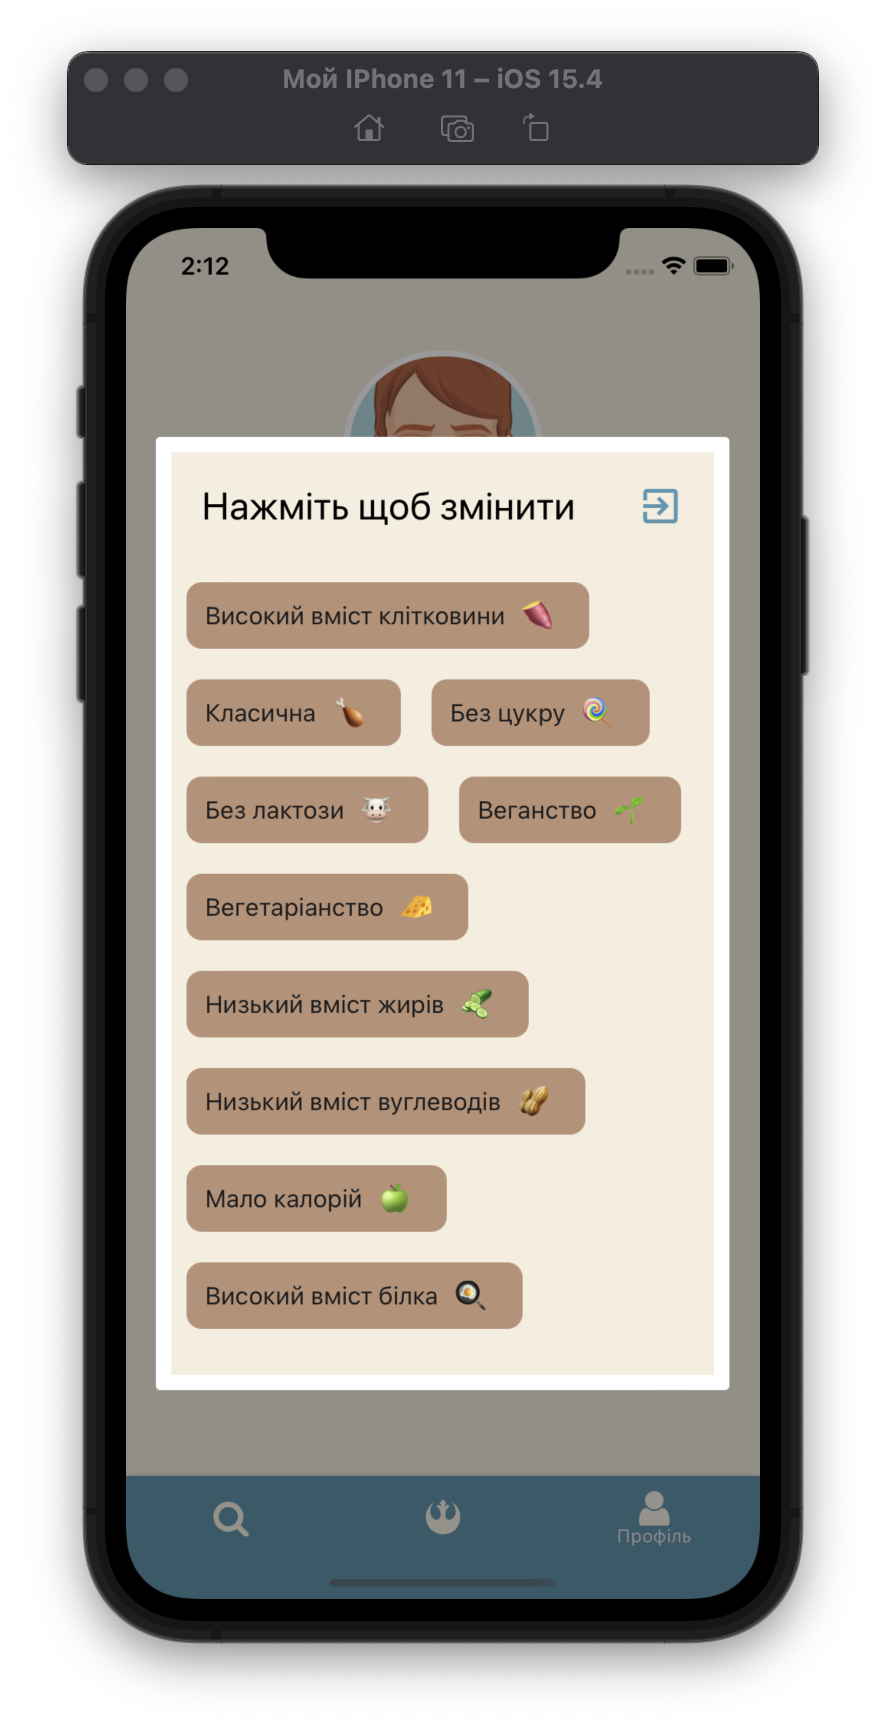 Мой IPhone 11 – iOS 15.4
2:12
Нажміть щоб змінити
Високий вміст клітковини
Класична
Без цукру
Без лактози
Веганство
Вегетаріанство
Низький вміст жирів
Низький вміст вуглеводів
Мало калорій
Високий вміст білка
Профіль